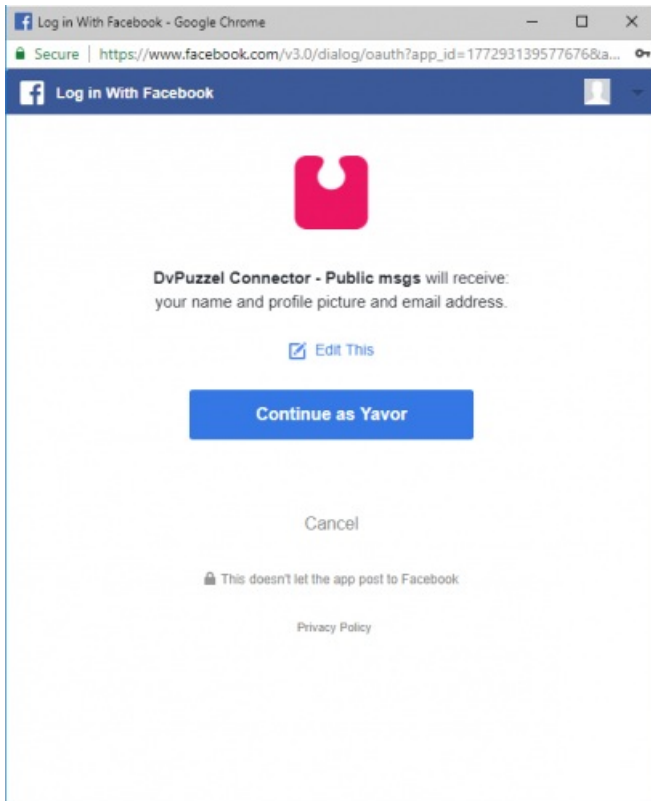 Log in With Facebook - Google Chrome
Secure | https://www.facebook.com/v3.0/dialog/oauth?app_id=177293139577676&a...
Log in With Facebook
DvPuzzel Connector - Public msgs will receive:
your name and profile picture and email address.
Edit This
Continue as Yavor
Cancel
This doesn't let the app post to Facebook
Privacy Policy